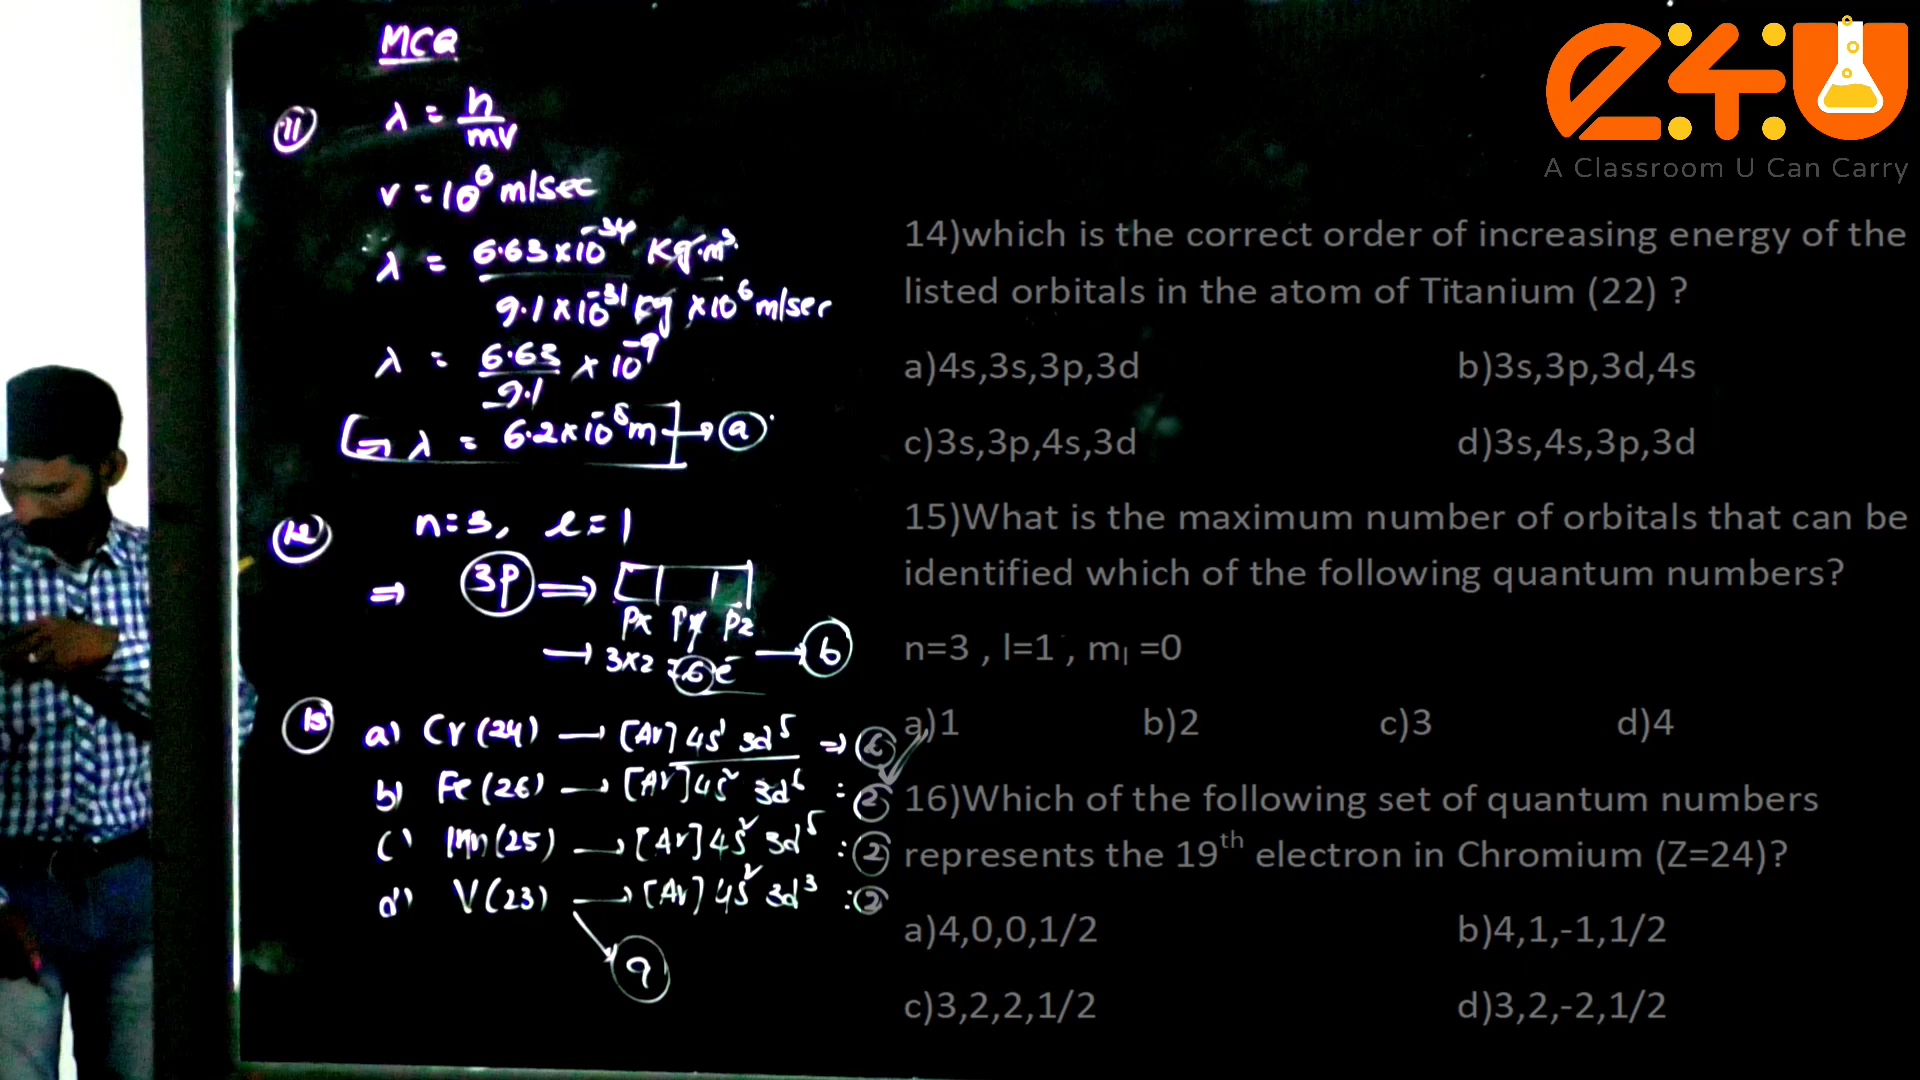 MCQ
11 λ = h/mv
v = 10⁶ m/sec
λ = 6.63×10⁻³⁴ Kg.m³ / 9.1×10⁻³¹ Kg ×10⁶ m/sec
λ = 6.63/9.1 × 10⁻⁹
λ = 6.2×10⁻⁸ m → a
12 n=3, l=1
⇒ 3P ⇒
Px Py Pz
→ 3×2 = 6e⁻ → b
13 a) Cr(24) → [Ar] 4s¹ 3d⁵ ⇒ 6
b) Fe(26) → [Ar] 4s² 3d⁶ : 2
c) Mn(25) → [Ar] 4s² 3d⁵ : 2
d) V(23) → [Ar] 4s² 3d³ : 2
a
e4U
A Classroom U Can Carry
14)which is the correct order of increasing energy of the
listed orbitals in the atom of Titanium (22) ?
a)4s,3s,3p,3d b)3s,3p,3d,4s
c)3s,3p,4s,3d d)3s,4s,3p,3d
15)What is the maximum number of orbitals that can be
identified which of the following quantum numbers?
n=3 , l=1 , mₗ =0
a)1 b)2 c)3 d)4
16)Which of the following set of quantum numbers
represents the 19ᵗʰ electron in Chromium (Z=24)?
a)4,0,0,1/2 b)4,1,-1,1/2
c)3,2,2,1/2 d)3,2,-2,1/2